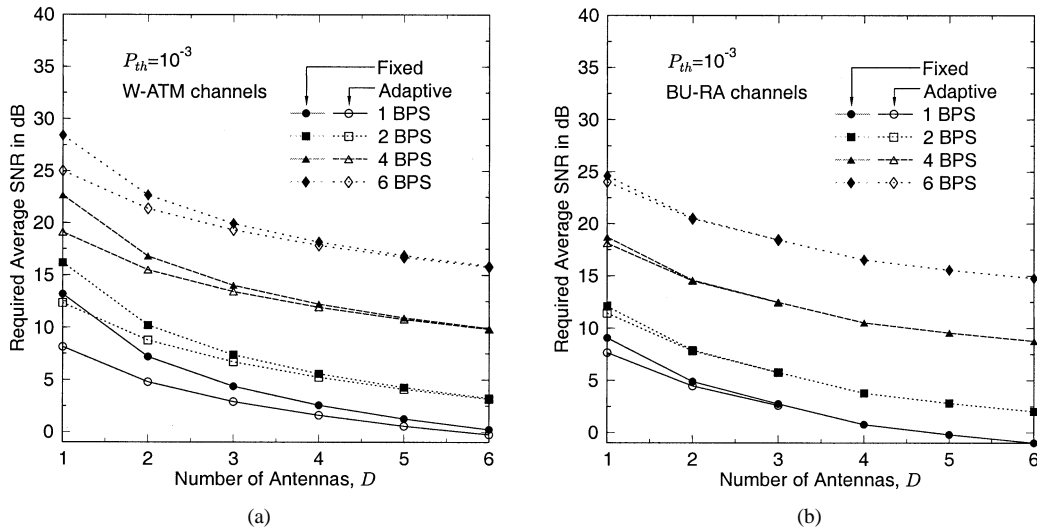 40
35
30
25
20
15
10
5
0
Required Average SNR in dB
P_th=10^-3
W-ATM channels
Fixed
Adaptive
1 BPS
2 BPS
4 BPS
6 BPS
1 2 3 4 5 6
Number of Antennas, D
(a)
40
35
30
25
20
15
10
5
0
Required Average SNR in dB
P_th=10^-3
BU-RA channels
Fixed
Adaptive
1 BPS
2 BPS
4 BPS
6 BPS
1 2 3 4 5 6
Number of Antennas, D
(b)